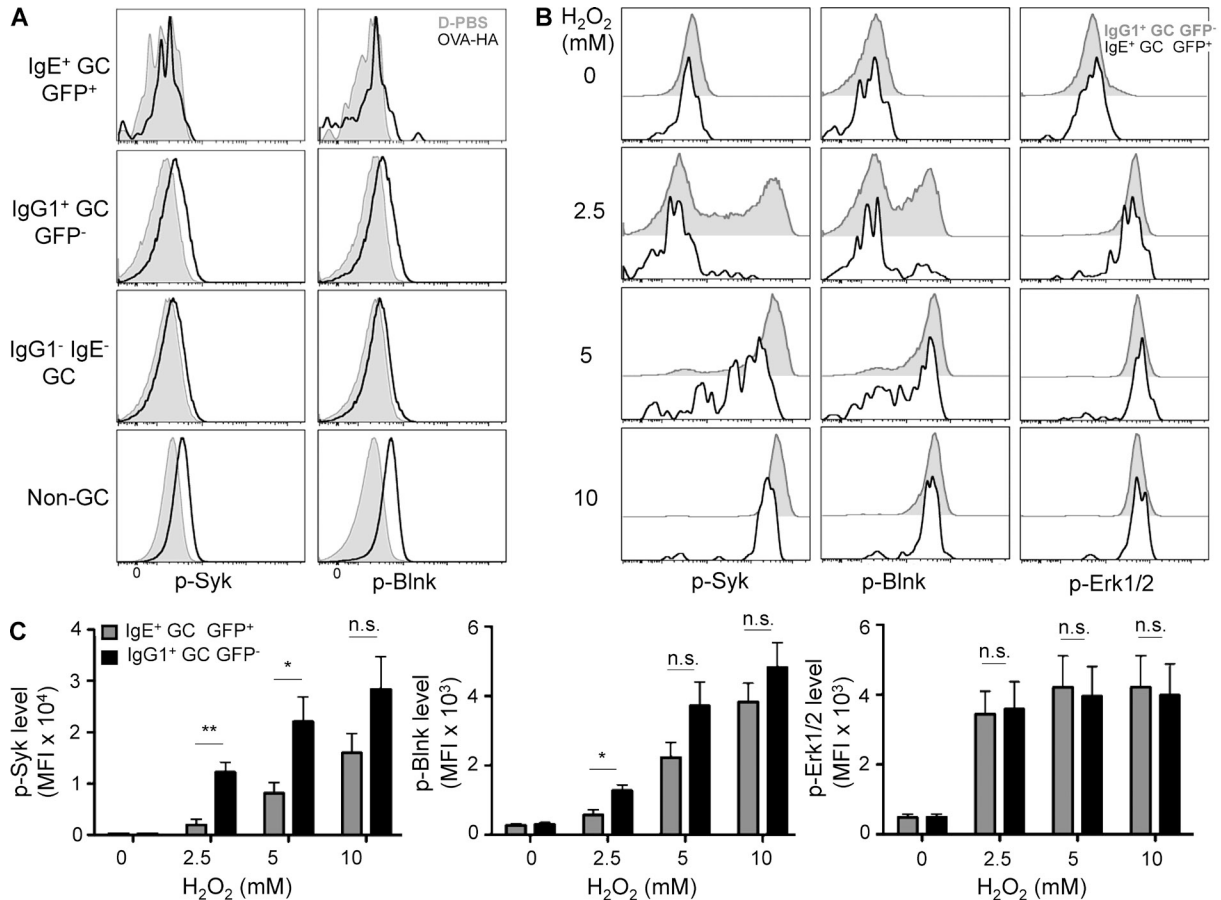 A
D-PBS
OVA-HA
IgE⁺ GC
GFP⁺
IgG1⁺ GC
GFP⁻
IgG1⁻ IgE⁻
GC
Non-GC
0
0
p-Syk
p-Blnk
B
H₂O₂
(mM)
IgG1⁺ GC GFP⁻
IgE⁺ GC GFP⁺
0
2.5
5
10
p-Syk
p-Blnk
p-Erk1/2
C
IgE⁺ GC GFP⁺
IgG1⁺ GC GFP⁻
p-Syk level
(MFI x 10⁴)
4
3
2
1
0
**
*
n.s.
0 2.5 5 10
H₂O₂ (mM)
p-Blnk level
(MFI x 10³)
6
4
2
0
*
n.s.
n.s.
0 2.5 5 10
H₂O₂ (mM)
p-Erk1/2 level
(MFI x 10³)
6
4
2
0
n.s.
n.s.
n.s.
0 2.5 5 10
H₂O₂ (mM)